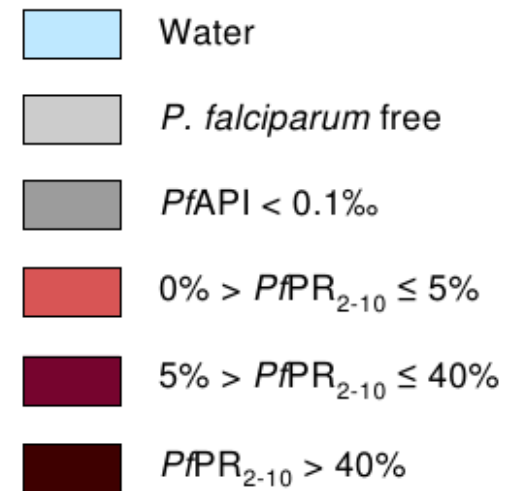 Water
P. falciparum free
PfAPI < 0.1‰
0% > PfPR2-10 ≤ 5%
5% > PfPR2-10 ≤ 40%
PfPR2-10 > 40%